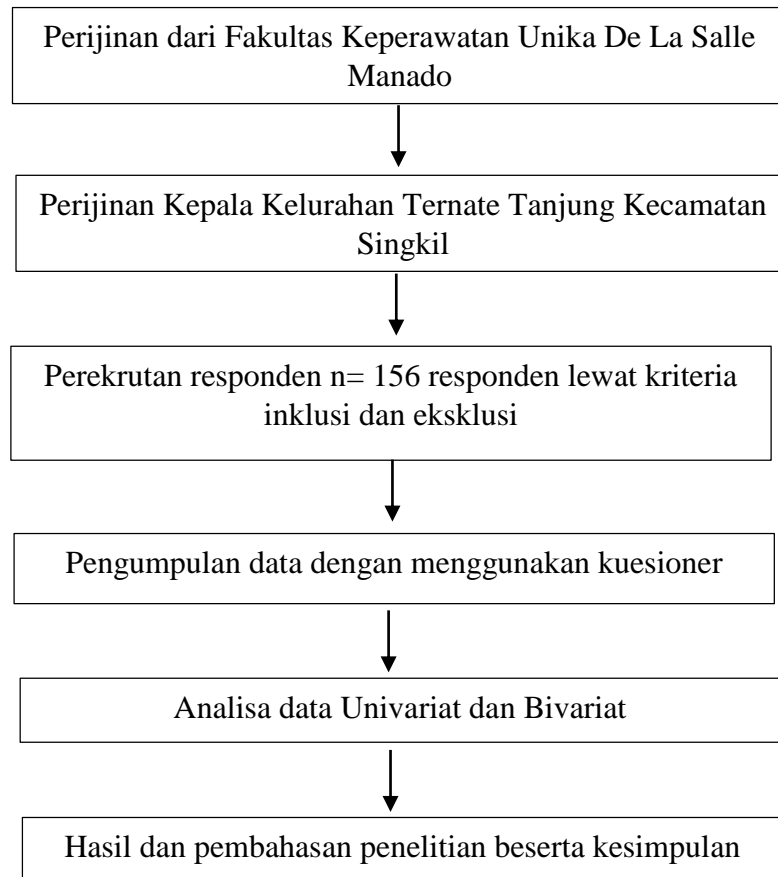 Perijinan dari Fakultas Keperawatan Unika De La Salle
Manado
Perijinan Kepala Kelurahan Ternate Tanjung Kecamatan
Singkil
Perekrutan responden n= 156 responden lewat kriteria
inklusi dan eksklusi
Pengumpulan data dengan menggunakan kuesioner
Analisa data Univariat dan Bivariat
Hasil dan pembahasan penelitian beserta kesimpulan